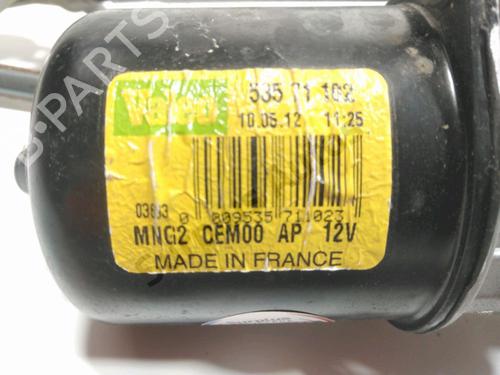 B-PARTS
valeo
535 71 102
10.05.12 11:25
0 009535 711023
MNG2 CEM00 AP 12V
MADE IN FRANCE